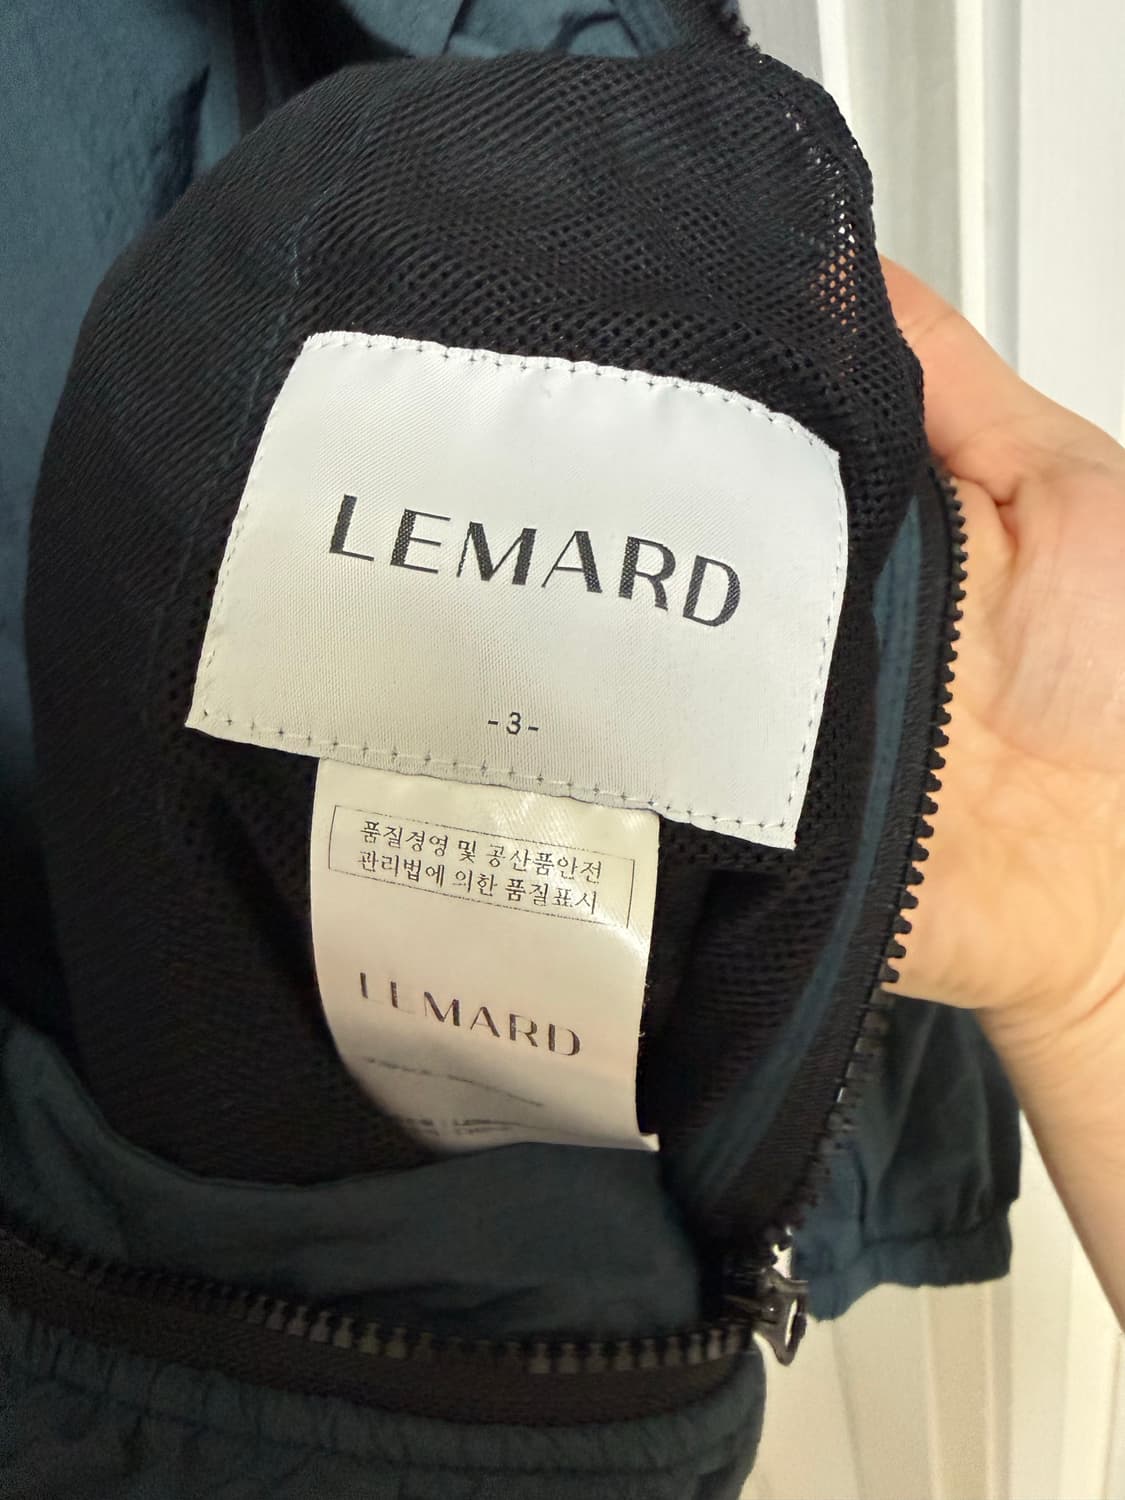 LEMARD
-3-
품질경영 및 공산품안전
관리법에 의한 품질표시
LEMARD